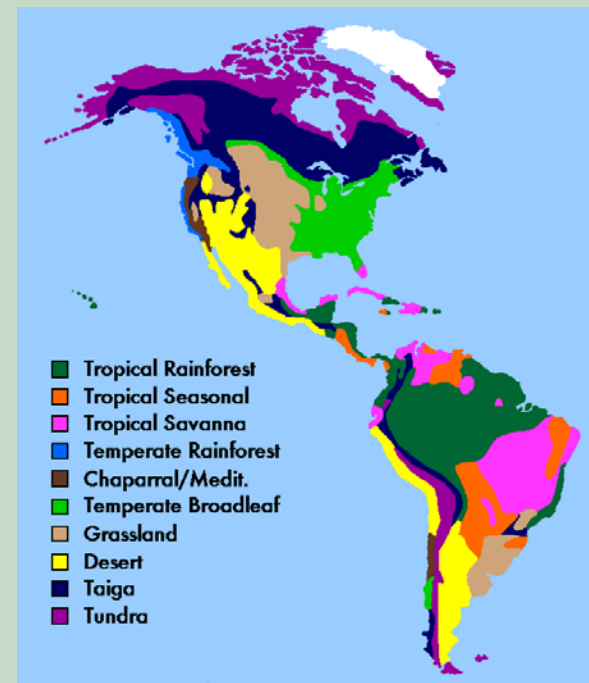 Tropical Rainforest
Tropical Seasonal
Tropical Savanna
Temperate Rainforest
Chaparral/Medit.
Temperate Broadleaf
Grassland
Desert
Taiga
Tundra